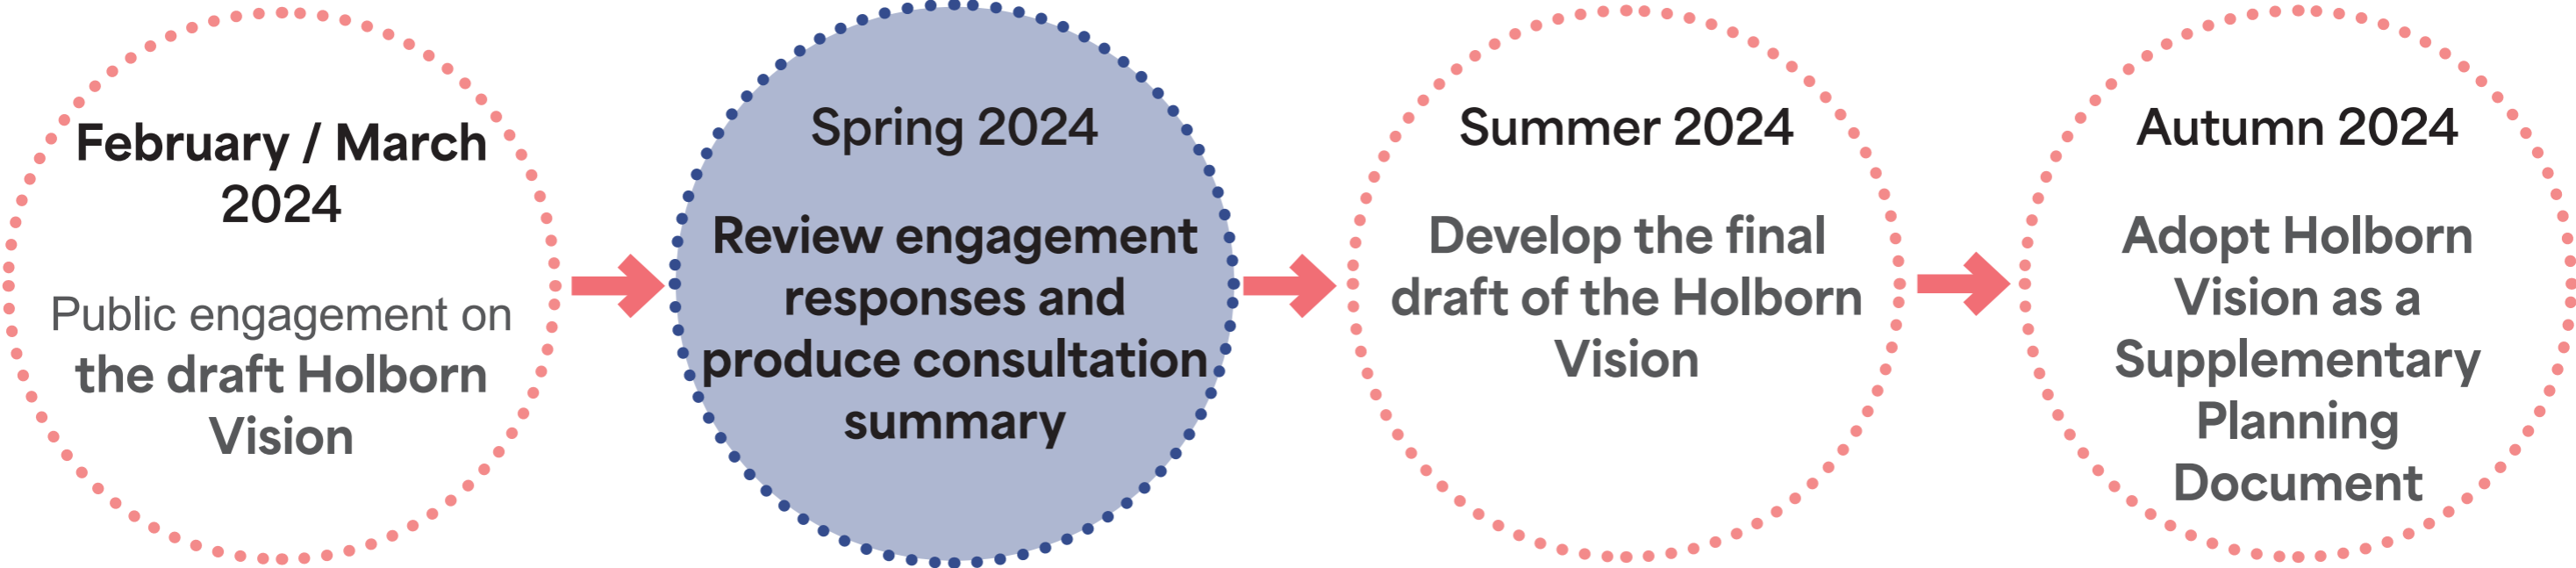 February / March
2024
Public engagement on
the draft Holborn
Vision
Spring 2024
Review engagement
responses and
produce consultation
summary
Summer 2024
Develop the final
draft of the Holborn
Vision
Autumn 2024
Adopt Holborn
Vision as a
Supplementary
Planning
Document